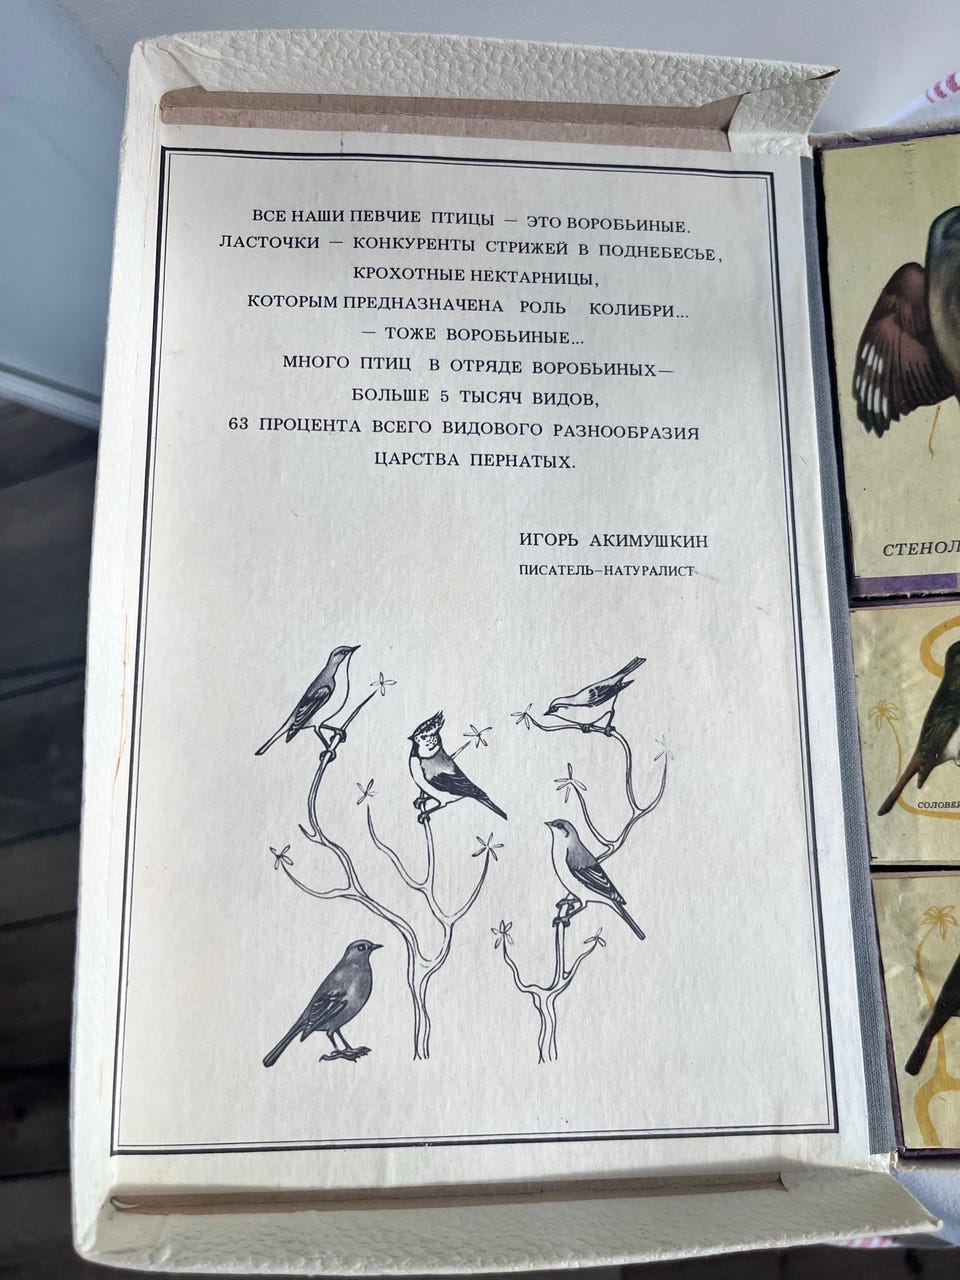 ВСЕ НАШИ ПЕВЧИЕ ПТИЦЫ — ЭТО ВОРОБЬИНЫЕ.
ЛАСТОЧКИ — КОНКУРЕНТЫ СТРИЖЕЙ В ПОДНЕБЕСЬЕ,
КРОХОТНЫЕ НЕКТАРНИЦЫ,
КОТОРЫМ ПРЕДНАЗНАЧЕНА РОЛЬ КОЛИБРИ...
— ТОЖЕ ВОРОБЬИНЫЕ...
МНОГО ПТИЦ В ОТРЯДЕ ВОРОБЬИНЫХ—
БОЛЬШЕ 5 ТЫСЯЧ ВИДОВ,
63 ПРОЦЕНТА ВСЕГО ВИДОВОГО РАЗНООБРАЗИЯ
ЦАРСТВА ПЕРНАТЫХ.
ИГОРЬ АКИМУШКИН
ПИСАТЕЛЬ-НАТУРАЛИСТ